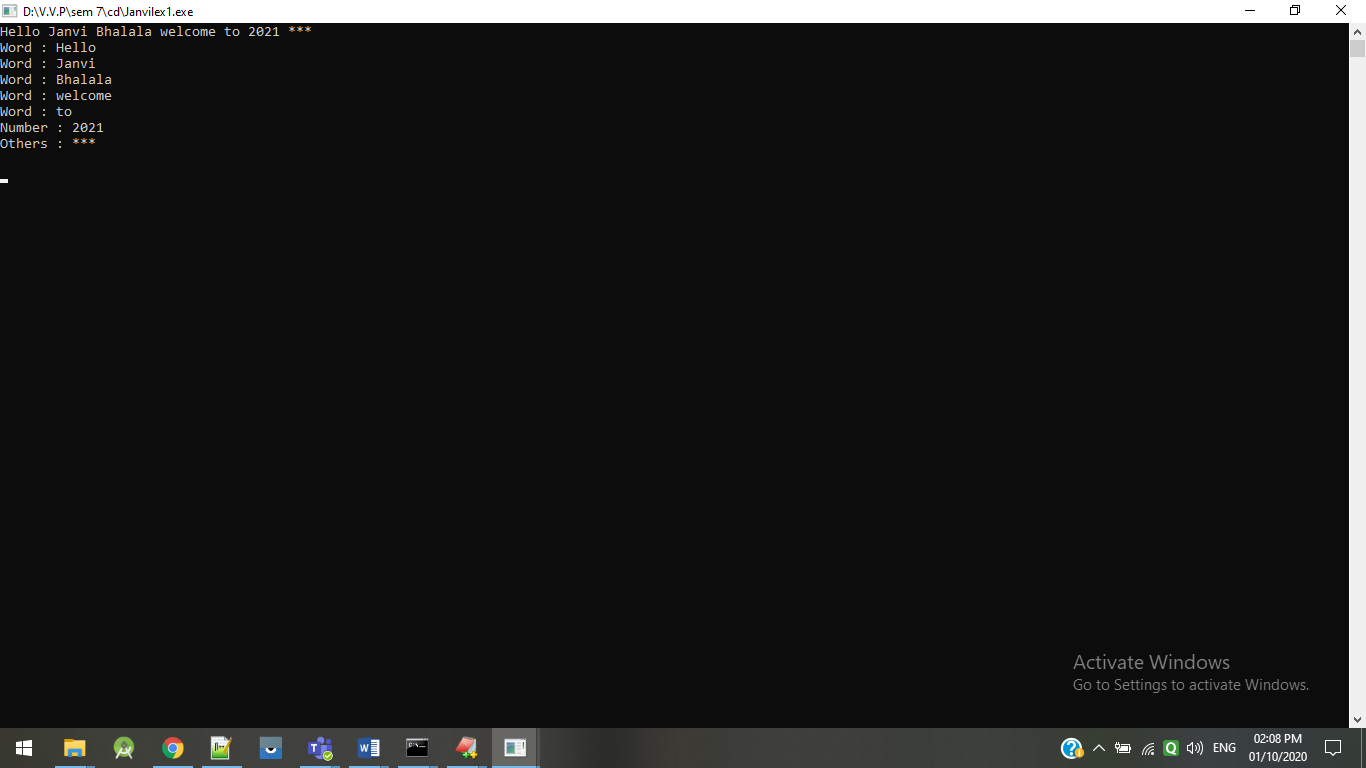 D:\V.V.P\sem 7\cd\Janvilex1.exe
Hello Janvi Bhalala welcome to 2021 ***
Word : Hello
Word : Janvi
Word : Bhalala
Word : welcome
Word : to
Number : 2021
Others : ***
Activate Windows
Go to Settings to activate Windows.
ENG
02:08 PM
01/10/2020